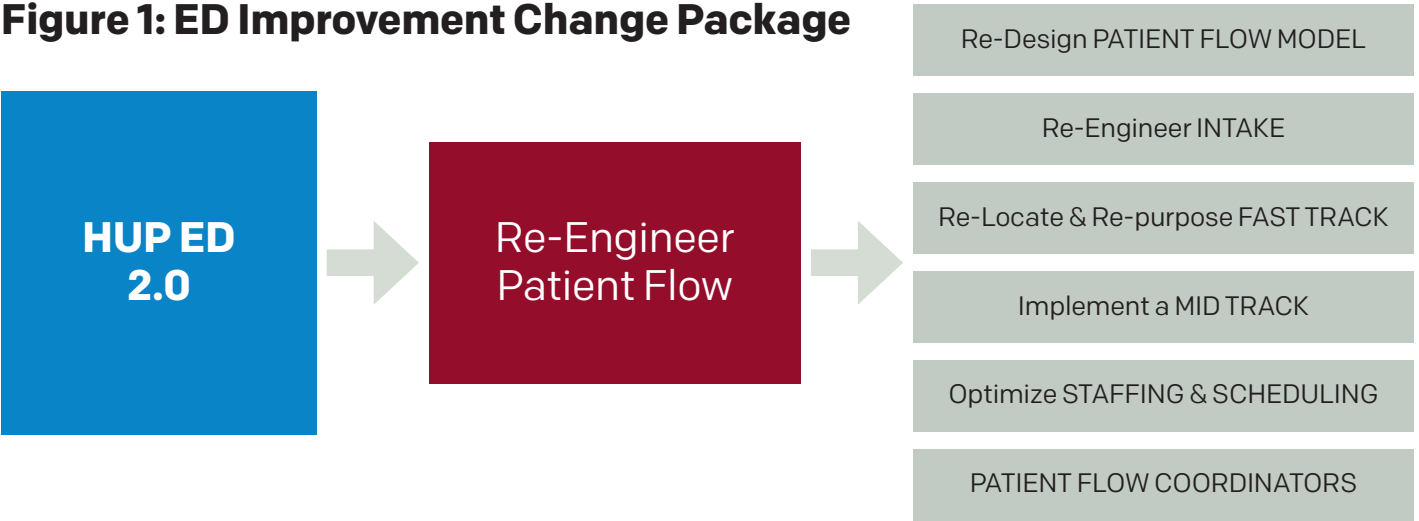 Figure 1: ED Improvement Change Package
HUP ED
2.0
Re-Engineer
Patient Flow
Re-Design PATIENT FLOW MODEL
Re-Engineer INTAKE
Re-Locate & Re-purpose FAST TRACK
Implement a MID TRACK
Optimize STAFFING & SCHEDULING
PATIENT FLOW COORDINATORS